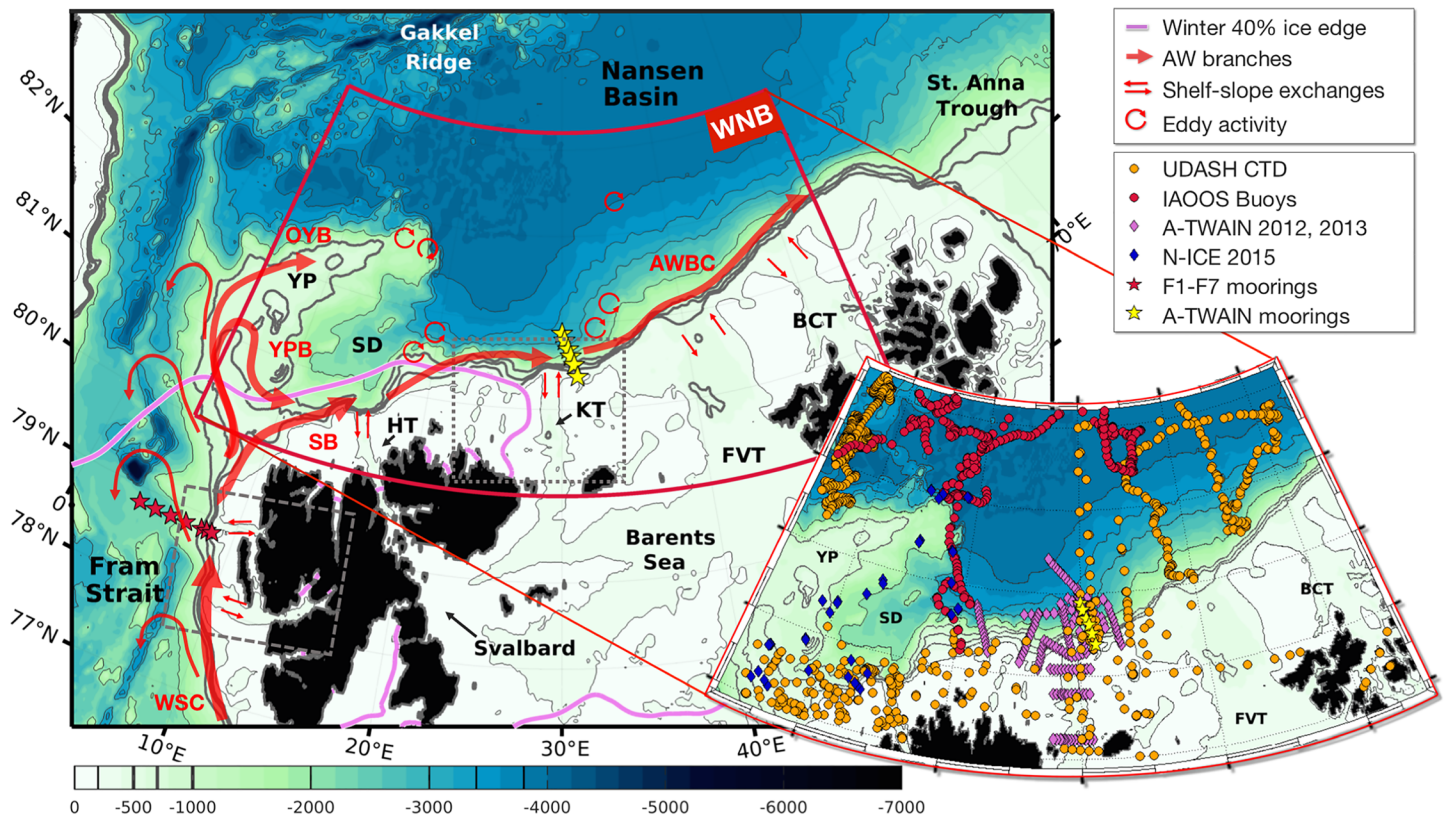 Gakkel
Ridge
Nansen
Basin
St. Anna
Trough
WNB
82°N
81°N
80°N
79°N
0
78°N
77°N
OYB
YP
YPB
SD
SB
HT
KT
AWBC
BCT
FVT
Barents
Sea
Fram
Strait
Svalbard
WSC
10°E
°E
20°E
30°E
40°E
0°E
Winter 40% ice edge
AW branches
Shelf-slope exchanges
Eddy activity
UDASH CTD
IAOOS Buoys
A-TWAIN 2012, 2013
N-ICE 2015
F1-F7 moorings
A-TWAIN moorings
YP
SD
BCT
FVT
0 -500 -1000 -2000 -3000 -4000 -5000 -6000 -7000